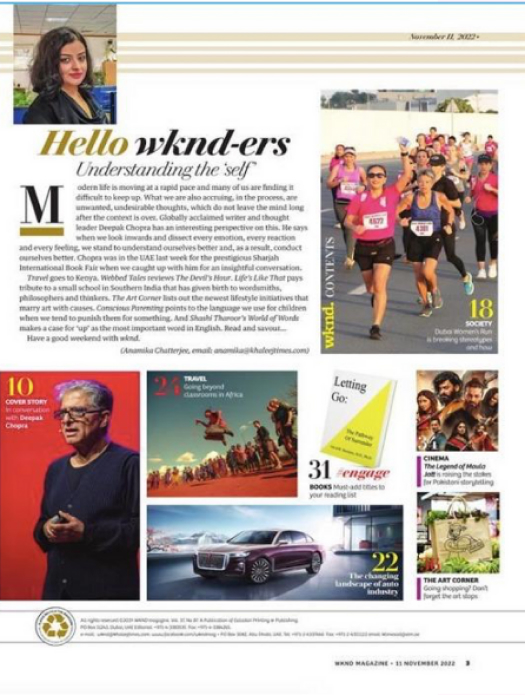 November 11, 2022
Hello wknd-ers
Understanding the 'self'
Modern life is moving at a rapid pace and many of us are finding it
difficult to keep up. What we are also accruing, in the process, are
unwanted, undesirable thoughts, which do not leave the mind long
after the context is over. Globally acclaimed writer and thought
leader Deepak Chopra has an interesting perspective on this. He says
when we look inwards and dissect every emotion, every reaction
and every feeling, we stand to understand ourselves better and, as a result, conduct
ourselves better. Chopra was in the UAE last week for the prestigious Sharjah
International Book Fair when we caught up with him for an insightful conversation.
Travel goes to Kenya. Webbed Tales reviews The Devil's Hour. Life's Like That pays
tribute to a small school in Southern India that has given birth to wordsmiths,
philosophers and thinkers. The Art Corner lists out the newest lifestyle initiatives that
marry art with causes. Conscious Parenting points to the language we use for children
when we tend to punish them for something. And Shashi Tharoor's World of Words
makes a case for 'up' as the most important word in English. Read and savour...
Have a good weekend with wknd.
(Anamika Chatterjee, email: anamika@khaleejtimes.com)
wknd. CONTENTS
4622
4381
18
SOCIETY
Dubai Women's Run
is breaking stereotypes
and how
10
COVER STORY
In conversation
with Deepak
Chopra
24
TRAVEL
Going beyond
classrooms in Africa
Letting
Go:
The Pathway
Of Surrender
31 #engage
BOOKS Must-add titles to
your reading list
CINEMA
The Legend of Maula
Jatt is raising the stakes
for Pakistani storytelling
22
The changing
landscape of auto
industry
THE ART CORNER
Going shopping? Don't
forget the art stops
WKND MAGAZINE • 11 NOVEMBER 2022 3